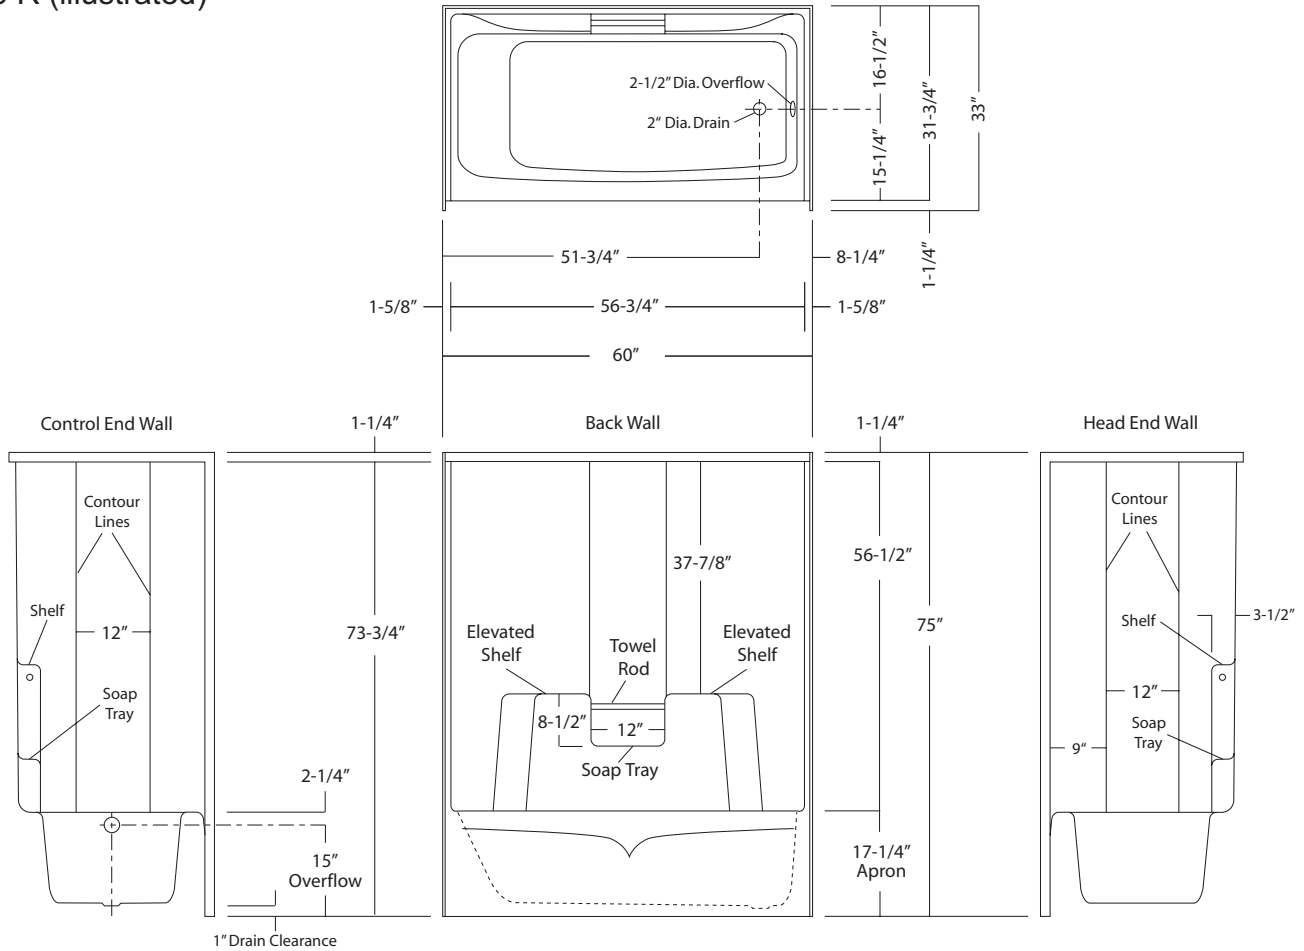 R (illustrated)
2-1/2" Dia. Overflow
2" Dia. Drain
16-1/2"
15-1/4"
31-3/4"
33"
1-1/4"
51-3/4"
8-1/4"
1-5/8"
56-3/4"
1-5/8"
60"
Control End Wall
1-1/4"
Back Wall
1-1/4"
Head End Wall
Contour
Lines
Shelf
12"
Soap
Tray
73-3/4"
2-1/4"
15"
Overflow
1" Drain Clearance
37-7/8"
Elevated
Shelf
Towel
Rod
Elevated
Shelf
8-1/2"
12"
Soap Tray
56-1/2"
75"
17-1/4"
Apron
Contour
Lines
Shelf
3-1/2"
12"
Soap
Tray
9"